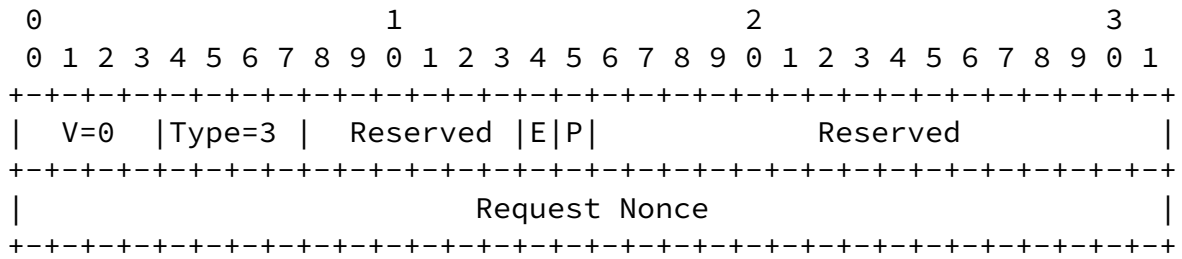 0                   1                   2                   3
 0 1 2 3 4 5 6 7 8 9 0 1 2 3 4 5 6 7 8 9 0 1 2 3 4 5 6 7 8 9 0 1
+-+-+-+-+-+-+-+-+-+-+-+-+-+-+-+-+-+-+-+-+-+-+-+-+-+-+-+-+-+-+-+-+
|  V=0  |Type=3 |  Reserved |E|P|            Reserved           |
+-+-+-+-+-+-+-+-+-+-+-+-+-+-+-+-+-+-+-+-+-+-+-+-+-+-+-+-+-+-+-+-+
|                         Request Nonce                         |
+-+-+-+-+-+-+-+-+-+-+-+-+-+-+-+-+-+-+-+-+-+-+-+-+-+-+-+-+-+-+-+-+